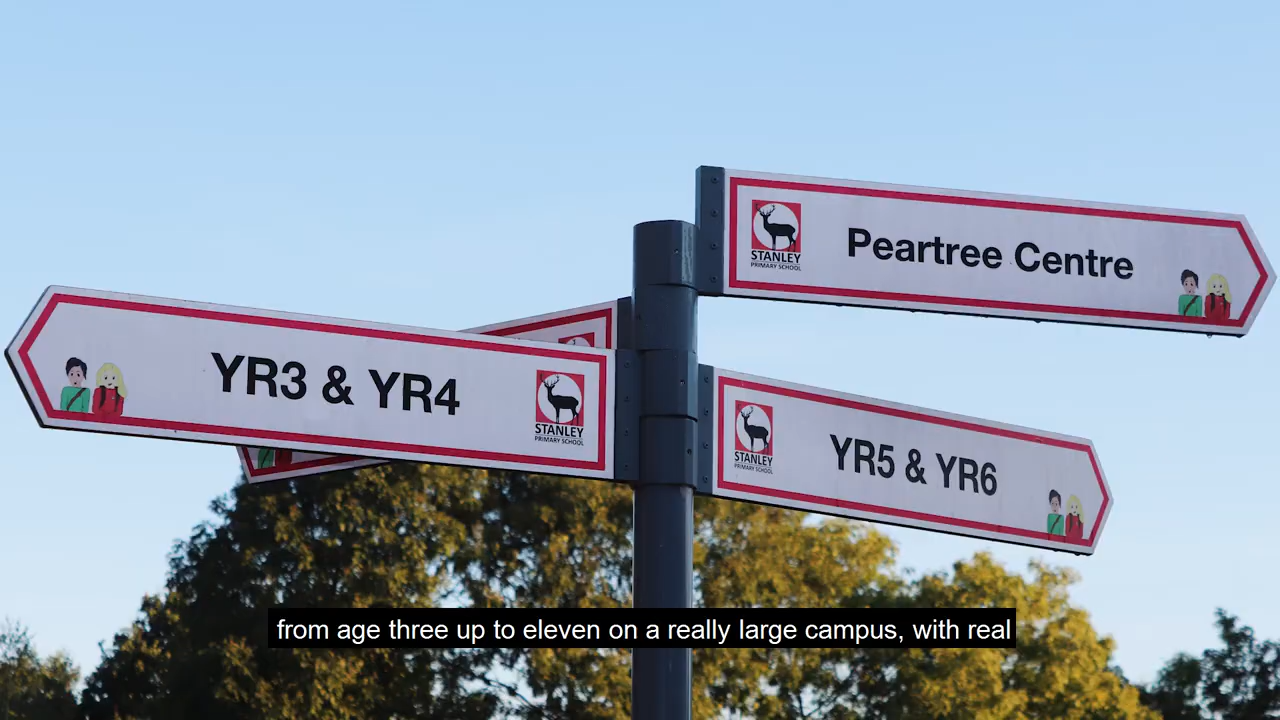 STANLEY
PRIMARY SCHOOL
Peartree Centre
YR3 & YR4
STANLEY
PRIMARY SCHOOL
STANLEY
PRIMARY SCHOOL
YR5 & YR6
from age three up to eleven on a really large campus, with real